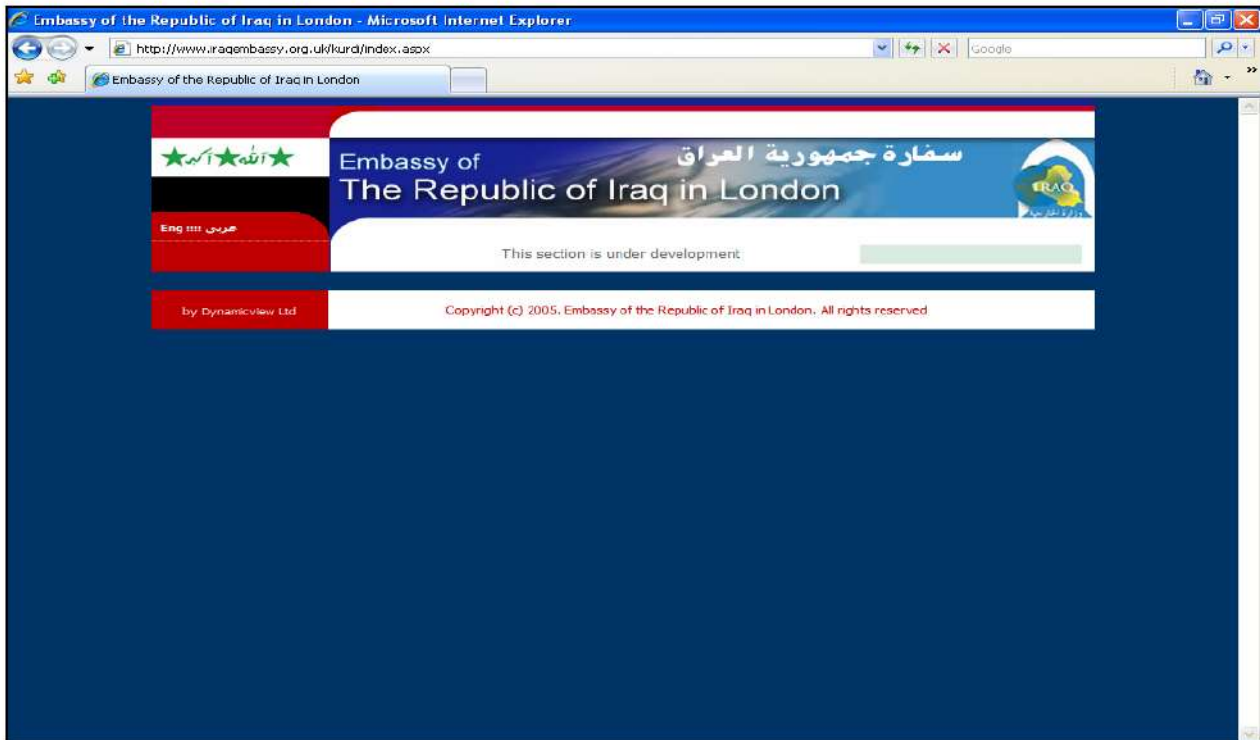 Embassy of the Republic of Iraq in London - Microsoft Internet Explorer
http://www.iraqembassy.org.uk/kurd/index.aspx
Google
Embassy of the Republic of Iraq in London
★الله★اكبر★
Embassy of سفارة جمهورية العراق
The Republic of Iraq in London
IRAQ
وزارة الخارجية
Eng :::: عربي
This section is under development
by Dynamicview Ltd
Copyright (c) 2005. Embassy of the Republic of Iraq in London. All rights reserved